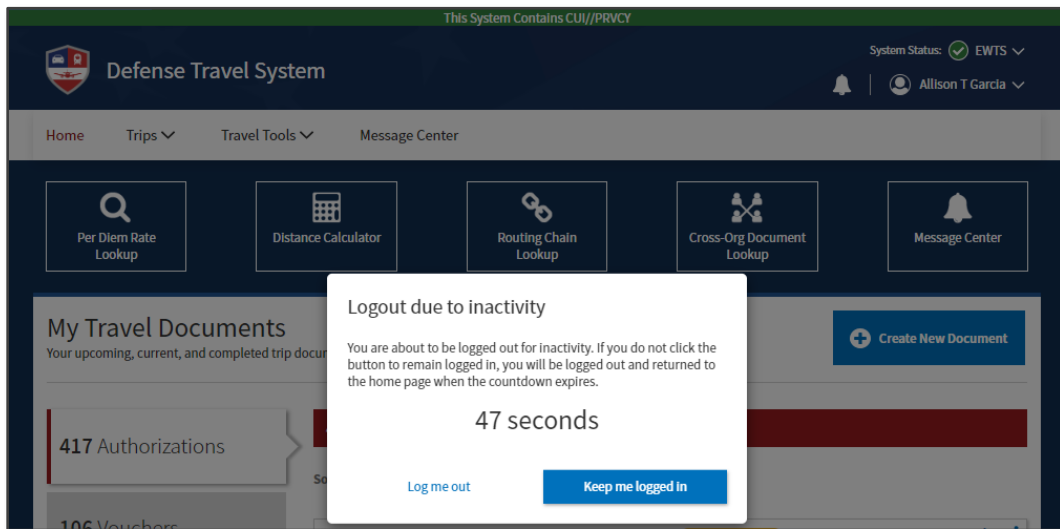 This System Contains CUI//PRVCY
System Status: EWTS
Defense Travel System
Allison T Garcia
Home Trips Travel Tools Message Center
Per Diem Rate
Lookup
Distance Calculator
Routing Chain
Lookup
Cross-Org Document
Lookup
Message Center
My Travel Documents
Your upcoming, current, and completed trip
Create New Document
417 Authorizations
106 Vouchers
Logout due to inactivity
You are about to be logged out for inactivity. If you do not click the
button to remain logged in, you will be logged out and returned to
the home page when the countdown expires.
47 seconds
Log me out
Keep me logged in